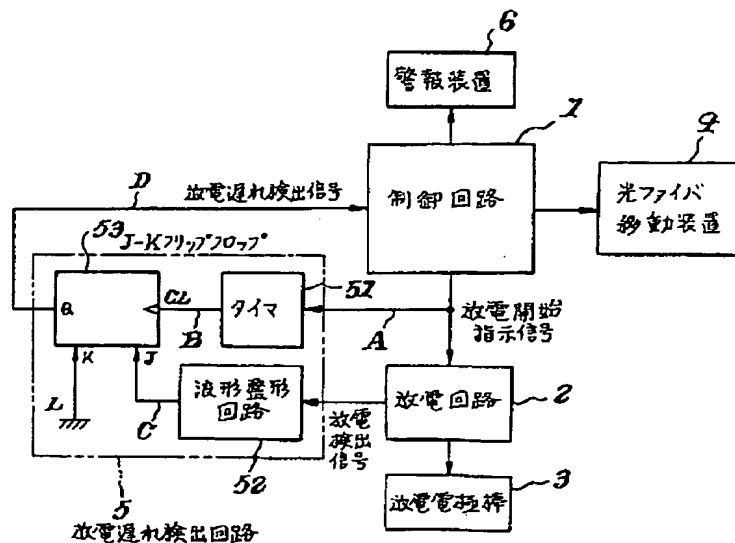 6
警報装置
1
制御回路
4
光ファイバ
移動装置
D
放電遅れ検出信号
53
J-Kフリップフロップ
Q
CL
K
J
L
B
タイマ
51
A
放電開始
指示信号
C
波形整形
回路
52
放電
検出
信号
放電回路
2
放電電極棒
3
5
放電遅れ検出回路